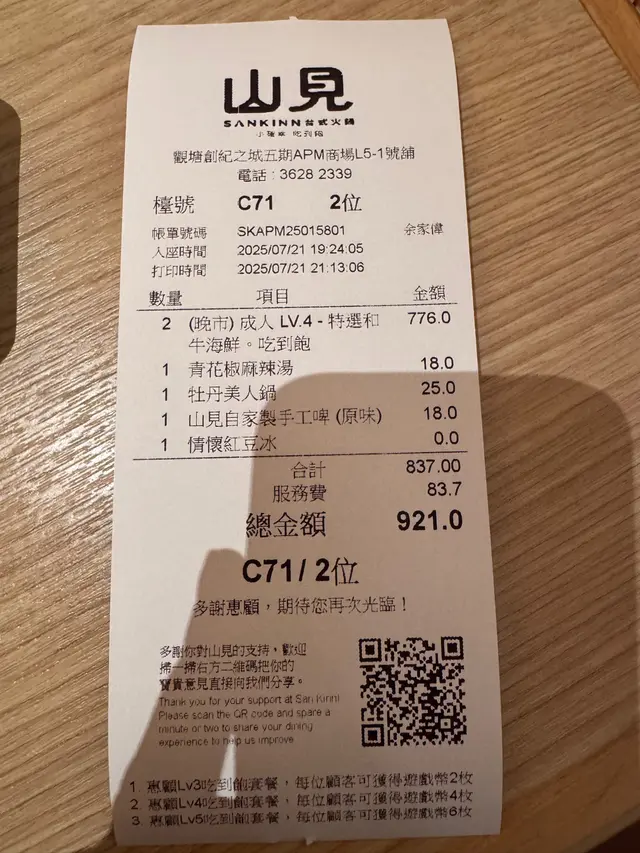 山見
SANKINN 台式火鍋
小確幸 吃到飽
觀塘創紀之城五期APM商場L5-1號舖
電話 : 3628 2339
檯號 C71 2位
帳單號碼 SKAPM25015801 余家偉
入座時間 2025/07/21 19:24:05
打印時間 2025/07/21 21:13:06
數量 項目 金額
2 (晚市) 成人 LV.4 - 特選和 776.0
牛海鮮。吃到飽
1 青花椒麻辣湯 18.0
1 牡丹美人鍋 25.0
1 山見自家製手工啤 (原味) 18.0
1 情懷紅豆冰 0.0
合計 837.00
服務費 83.7
總金額 921.0
C71 / 2位
多謝惠顧，期待您再次光臨！
多謝你對山見的支持，歡迎
掃一掃右方二維碼把你的
寶貴意見直接向我們分享。
Thank you for your support at San Kinn!
Please scan the QR code and spare a
minute or two to share your dining
experience to help us improve
1. 惠顧Lv3吃到飽套餐，每位顧客可獲得遊戲幣2枚
2. 惠顧Lv4吃到飽套餐，每位顧客可獲得遊戲幣4枚
3. 惠顧Lv5吃到飽套餐，每位顧客可獲得遊戲幣6枚